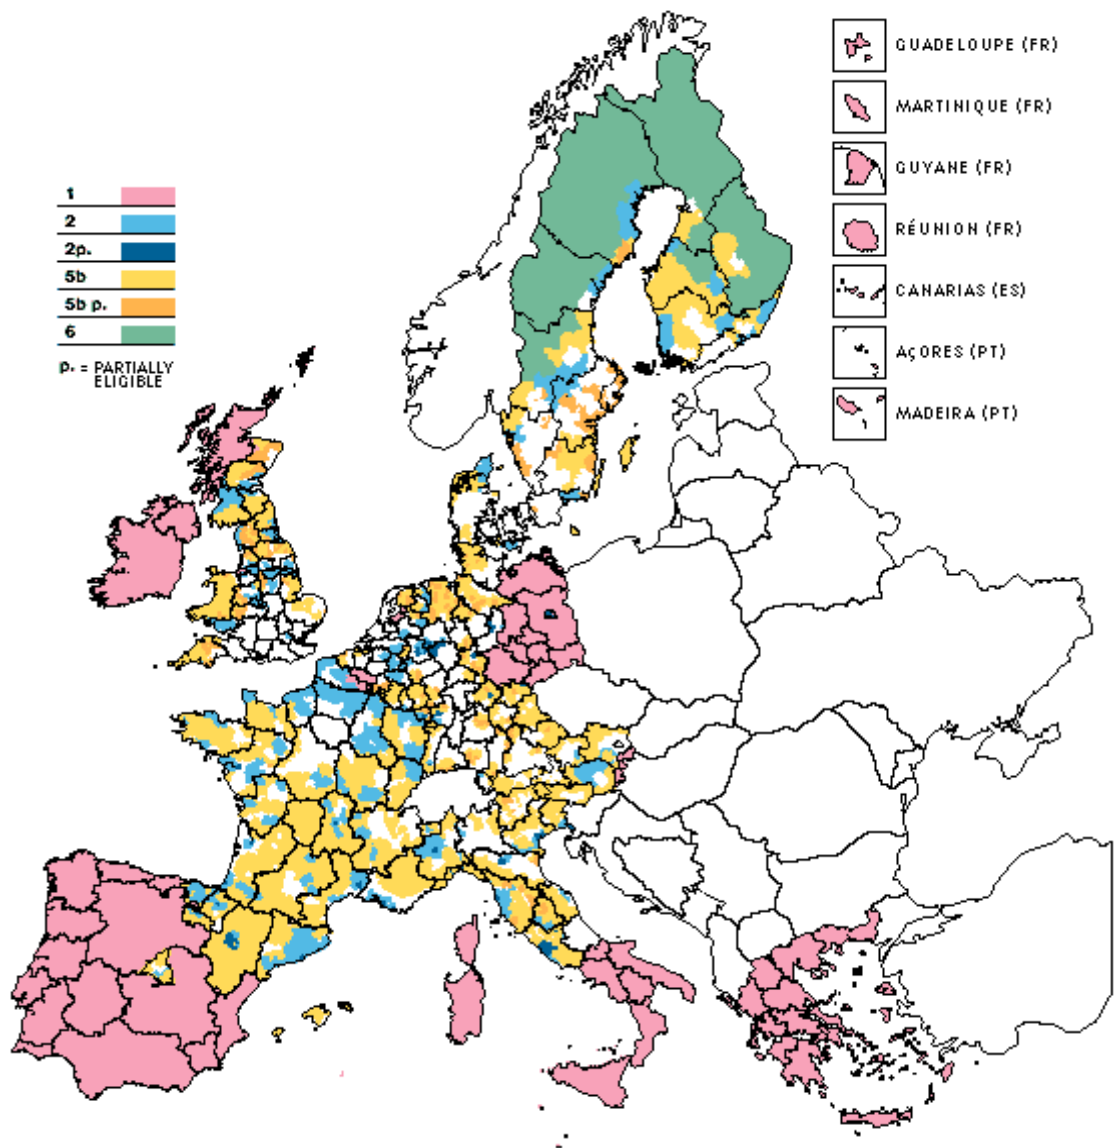 1
2
2p.
5b
5b p.
6
p. = PARTIALLY
ELIGIBLE
GUADELOUPE (FR)
MARTINIQUE (FR)
GUYANE (FR)
RÉUNION (FR)
CANARIAS (ES)
AÇORES (PT)
MADEIRA (PT)